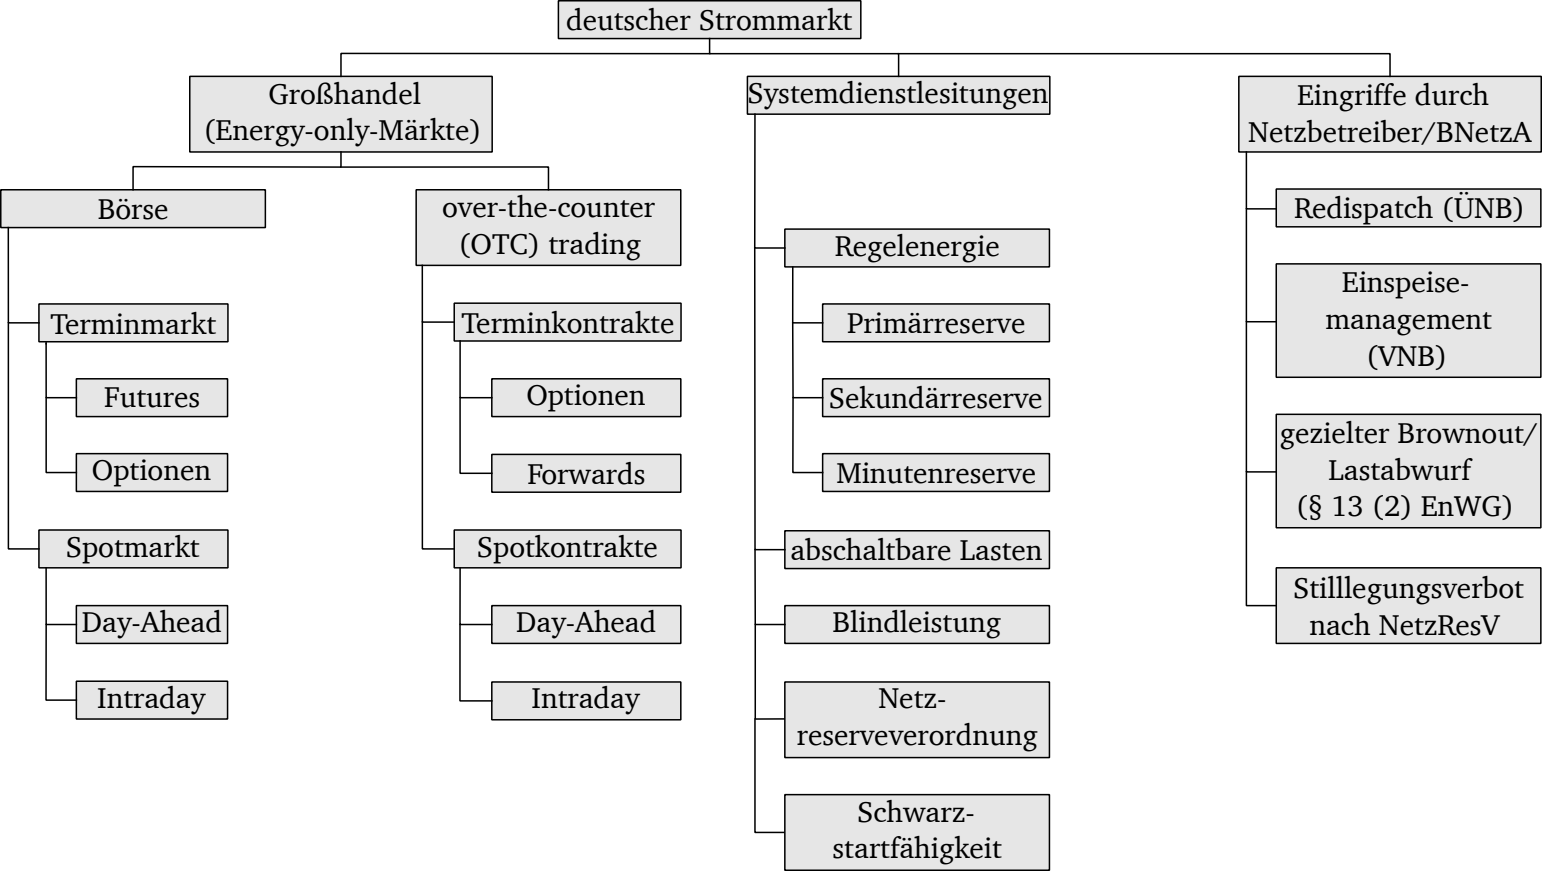 deutscher Strommarkt
Großhandel
(Energy-only-Märkte)
Börse
Terminmarkt
Futures
Optionen
Spotmarkt
Day-Ahead
Intraday
over-the-counter
(OTC) trading
Terminkontrakte
Optionen
Forwards
Spotkontrakte
Day-Ahead
Intraday
Systemdienstlesitungen
Regelenergie
Primärreserve
Sekundärreserve
Minutenreserve
abschaltbare Lasten
Blindleistung
Netz-
reserveverordnung
Schwarz-
startfähigkeit
Eingriffe durch
Netzbetreiber/BNetzA
Redispatch (ÜNB)
Einspeise-
management
(VNB)
gezielter Brownout/
Lastabwurf
(§ 13 (2) EnWG)
Stilllegungsverbot
nach NetzResV